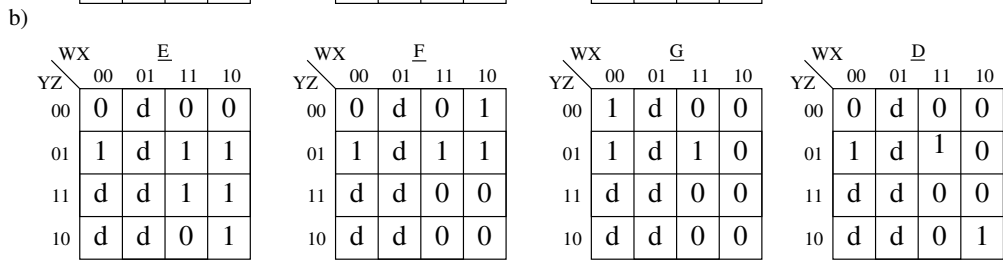 b)
WX E WX F WX G WX D
YZ 00 01 11 10 YZ 00 01 11 10 YZ 00 01 11 10 YZ 00 01 11 10
00 0 d 0 0 00 0 d 0 1 00 1 d 0 0 00 0 d 0 0
01 1 d 1 1 01 1 d 1 1 01 1 d 1 0 01 1 d 1 0
11 d d 1 1 11 d d 0 0 11 d d 0 0 11 d d 0 0
10 d d 0 1 10 d d 0 0 10 d d 0 0 10 d d 0 1